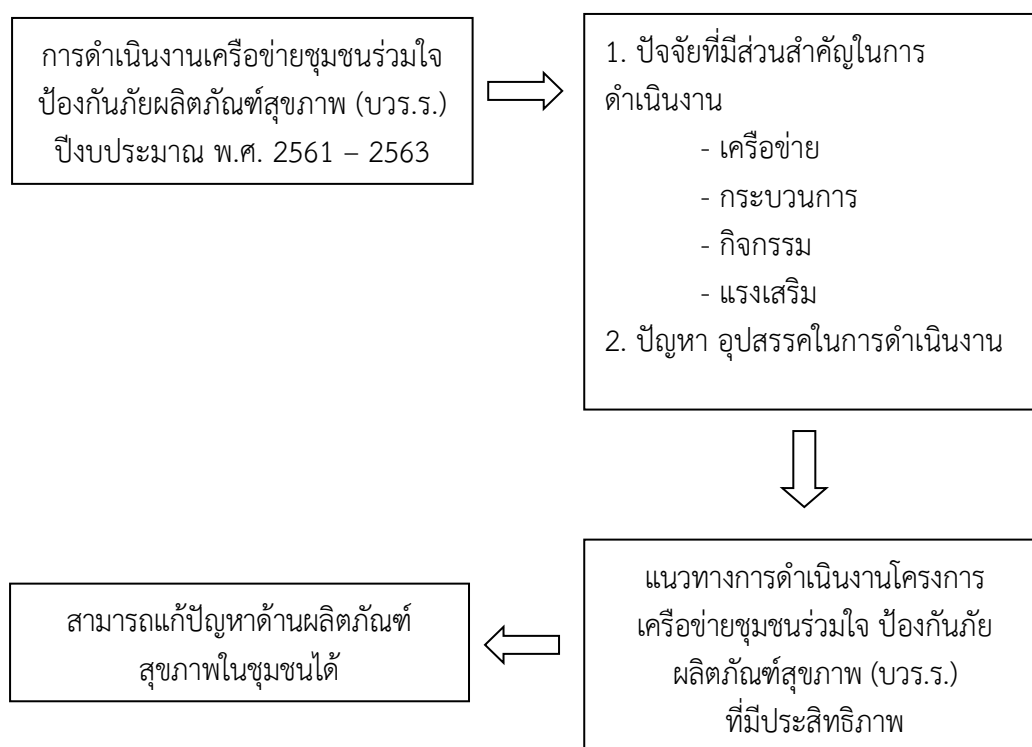 การดำเนินงานเครือข่ายชุมชนร่วมใจ
ป้องกันภัยผลิตภัณฑ์สุขภาพ (บวร.ร.)
ปีงบประมาณ พ.ศ. 2561 – 2563
1. ปัจจัยที่มีส่วนสำคัญในการ
ดำเนินงาน
- เครือข่าย
- กระบวนการ
- กิจกรรม
- แรงเสริม
2. ปัญหา อุปสรรคในการดำเนินงาน
แนวทางการดำเนินงานโครงการ
เครือข่ายชุมชนร่วมใจ ป้องกันภัย
ผลิตภัณฑ์สุขภาพ (บวร.ร.)
ที่มีประสิทธิภาพ
สามารถแก้ปัญหาด้านผลิตภัณฑ์
สุขภาพในชุมชนได้